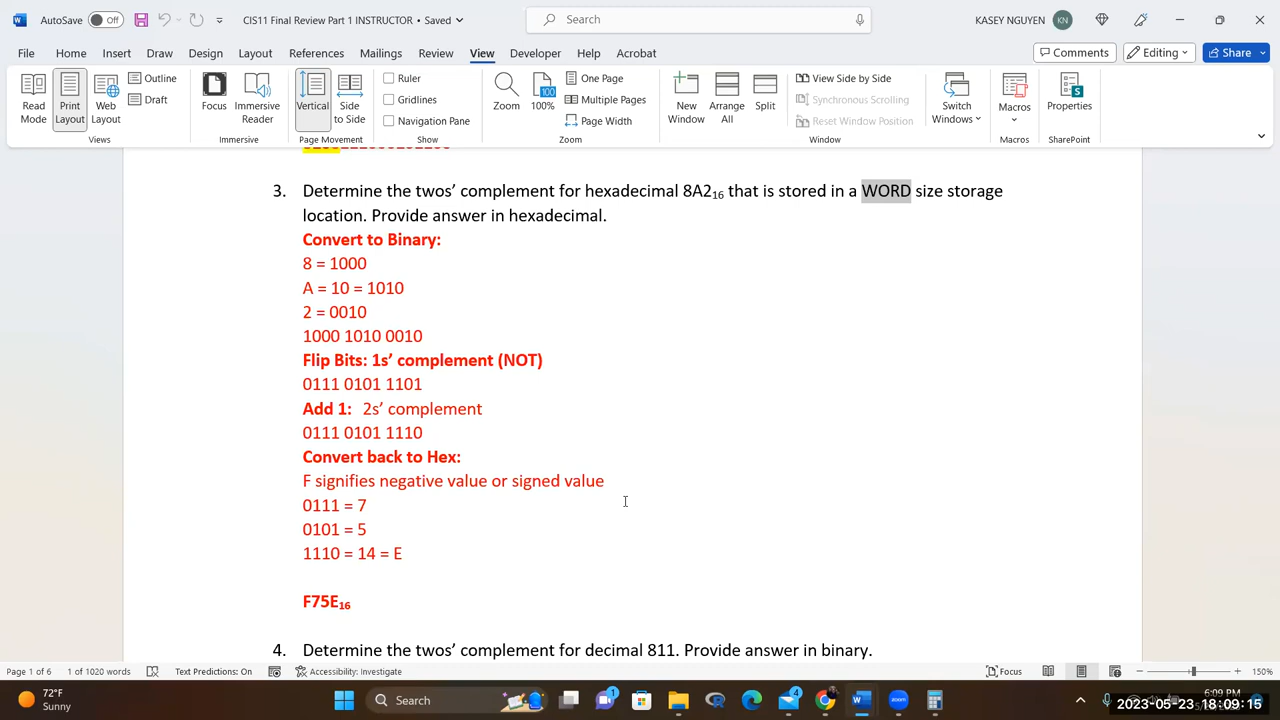 AutoSave Off CIS11 Final Review Part 1 INSTRUCTOR • Saved Search KASEY NGUYEN KN
File Home Insert Draw Design Layout References Mailings Review View Developer Help Acrobat Comments Editing Share
Read Mode Print Layout Web Layout Outline Draft Focus Immersive Reader Vertical Side to Side Ruler Gridlines Navigation Pane Zoom 100% One Page Multiple Pages Page Width New Window Arrange All Split View Side by Side Synchronous Scrolling Reset Window Position Switch Windows Macros Properties
Views Immersive Page Movement Show Zoom Window Macros SharePoint
3. Determine the twos’ complement for hexadecimal 8A2₁₆ that is stored in a WORD size storage
location. Provide answer in hexadecimal.
Convert to Binary:
8 = 1000
A = 10 = 1010
2 = 0010
1000 1010 0010
Flip Bits: 1s’ complement (NOT)
0111 0101 1101
Add 1: 2s’ complement
0111 0101 1110
Convert back to Hex:
F signifies negative value or signed value
0111 = 7
0101 = 5
1110 = 14 = E
F75E₁₆
4. Determine the twos’ complement for decimal 811. Provide answer in binary.
Page 1 of 6 1 of 1020 words Text Predictions: On Accessibility: Investigate Focus 150%
72°F
Sunny
Search
1
4
zoom
6:09 PM
2023-05-23 18:09:15